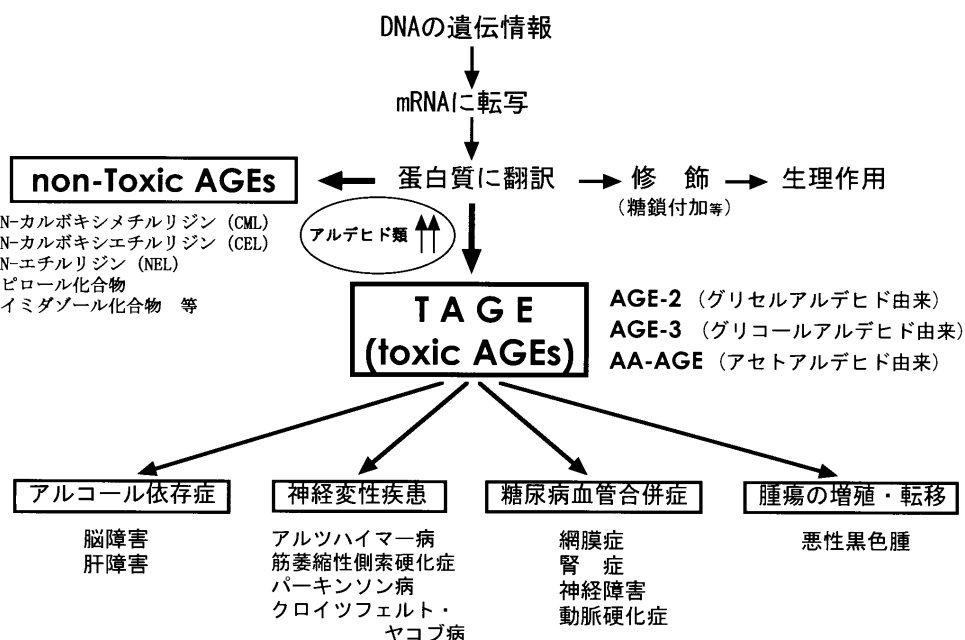 DNAの遺伝情報
mRNAに転写
non-Toxic AGEs
蛋白質に翻訳
修 飾
生理作用
(糖鎖付加等)
N-カルボキシメチルリジン (CML)
N-カルボキシエチルリジン (CEL)
N-エチルリジン (NEL)
ピロール化合物
イミダゾール化合物 等
アルデヒド類
T A G E
(toxic AGEs)
AGE-2 (グリセルアルデヒド由来)
AGE-3 (グリコールアルデヒド由来)
AA-AGE (アセトアルデヒド由来)
アルコール依存症
脳障害
肝障害
神経変性疾患
アルツハイマー病
筋萎縮性側索硬化症
パーキンソン病
クロイツフェルト・
ヤコブ病
糖尿病血管合併症
網膜症
腎 症
神経障害
動脈硬化症
腫瘍の増殖・転移
悪性黒色腫